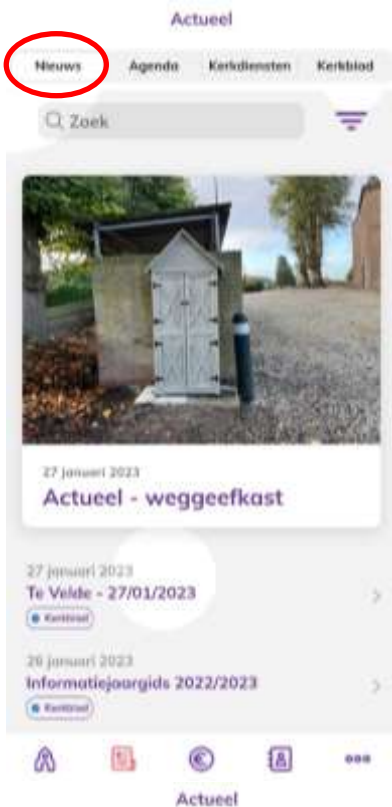 Actueel
Nieuws Agenda Kerkdiensten Kerkblad
Zoek
27 januari 2023
Actueel - weggeefkast
27 januari 2023
Te Velde - 27/01/2023
Kerkblad
26 januari 2023
Informatiejaargids 2022/2023
Kerkblad
Actueel